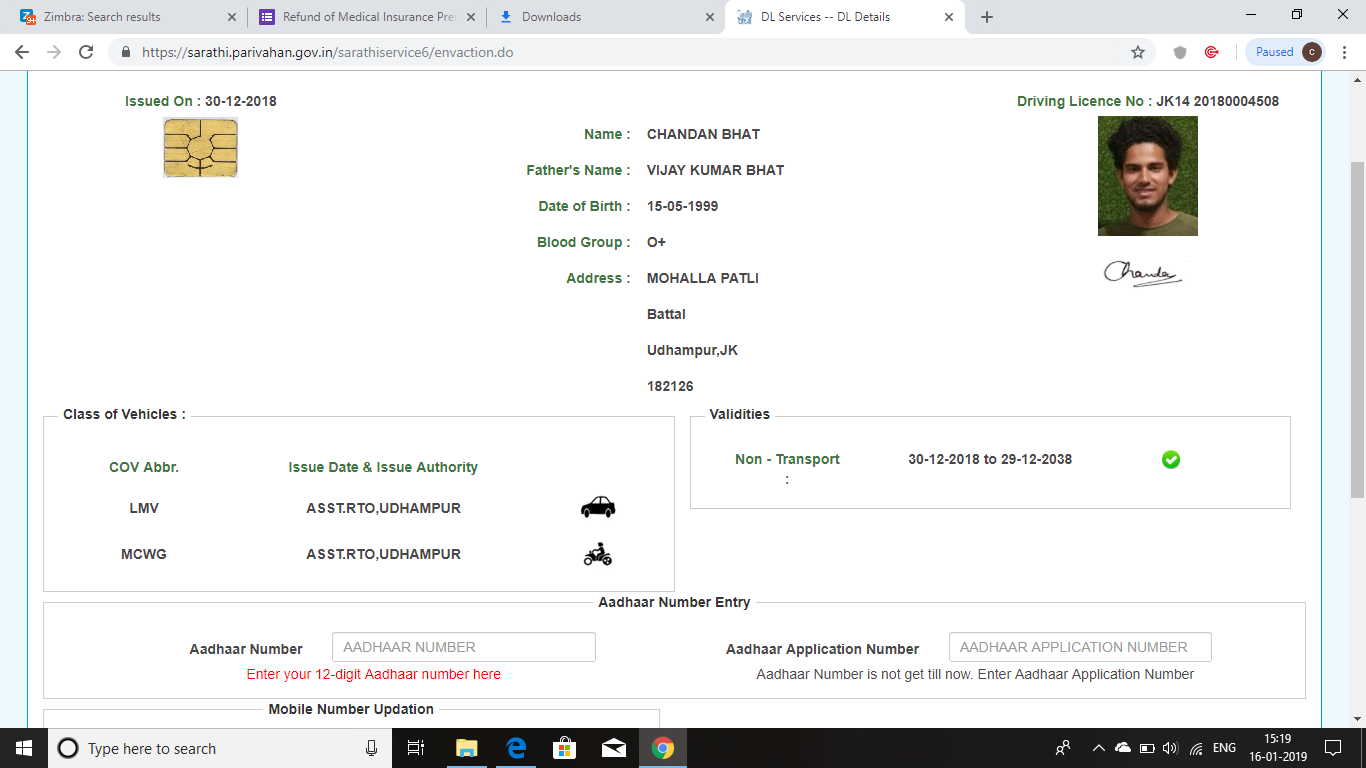 Zimbra: Search results
Refund of Medical Insurance Pre
Downloads
DL Services -- DL Details
https://sarathi.parivahan.gov.in/sarathiservice6/envaction.do
Paused
C
Issued On : 30-12-2018
Driving Licence No : JK14 20180004508
Name : CHANDAN BHAT
Father's Name : VIJAY KUMAR BHAT
Date of Birth : 15-05-1999
Blood Group : O+
Address : MOHALLA PATLI
Battal
Udhampur,JK
182126
Chandan
Class of Vehicles :
COV Abbr. Issue Date & Issue Authority
LMV ASST.RTO,UDHAMPUR
MCWG ASST.RTO,UDHAMPUR
Validities
Non - Transport : 30-12-2018 to 29-12-2038
Aadhaar Number Entry
Aadhaar Number AADHAAR NUMBER
Enter your 12-digit Aadhaar number here
Aadhaar Application Number AADHAAR APPLICATION NUMBER
Aadhaar Number is not get till now. Enter Aadhaar Application Number
Mobile Number Updation
Type here to search
ENG
15:19
16-01-2019